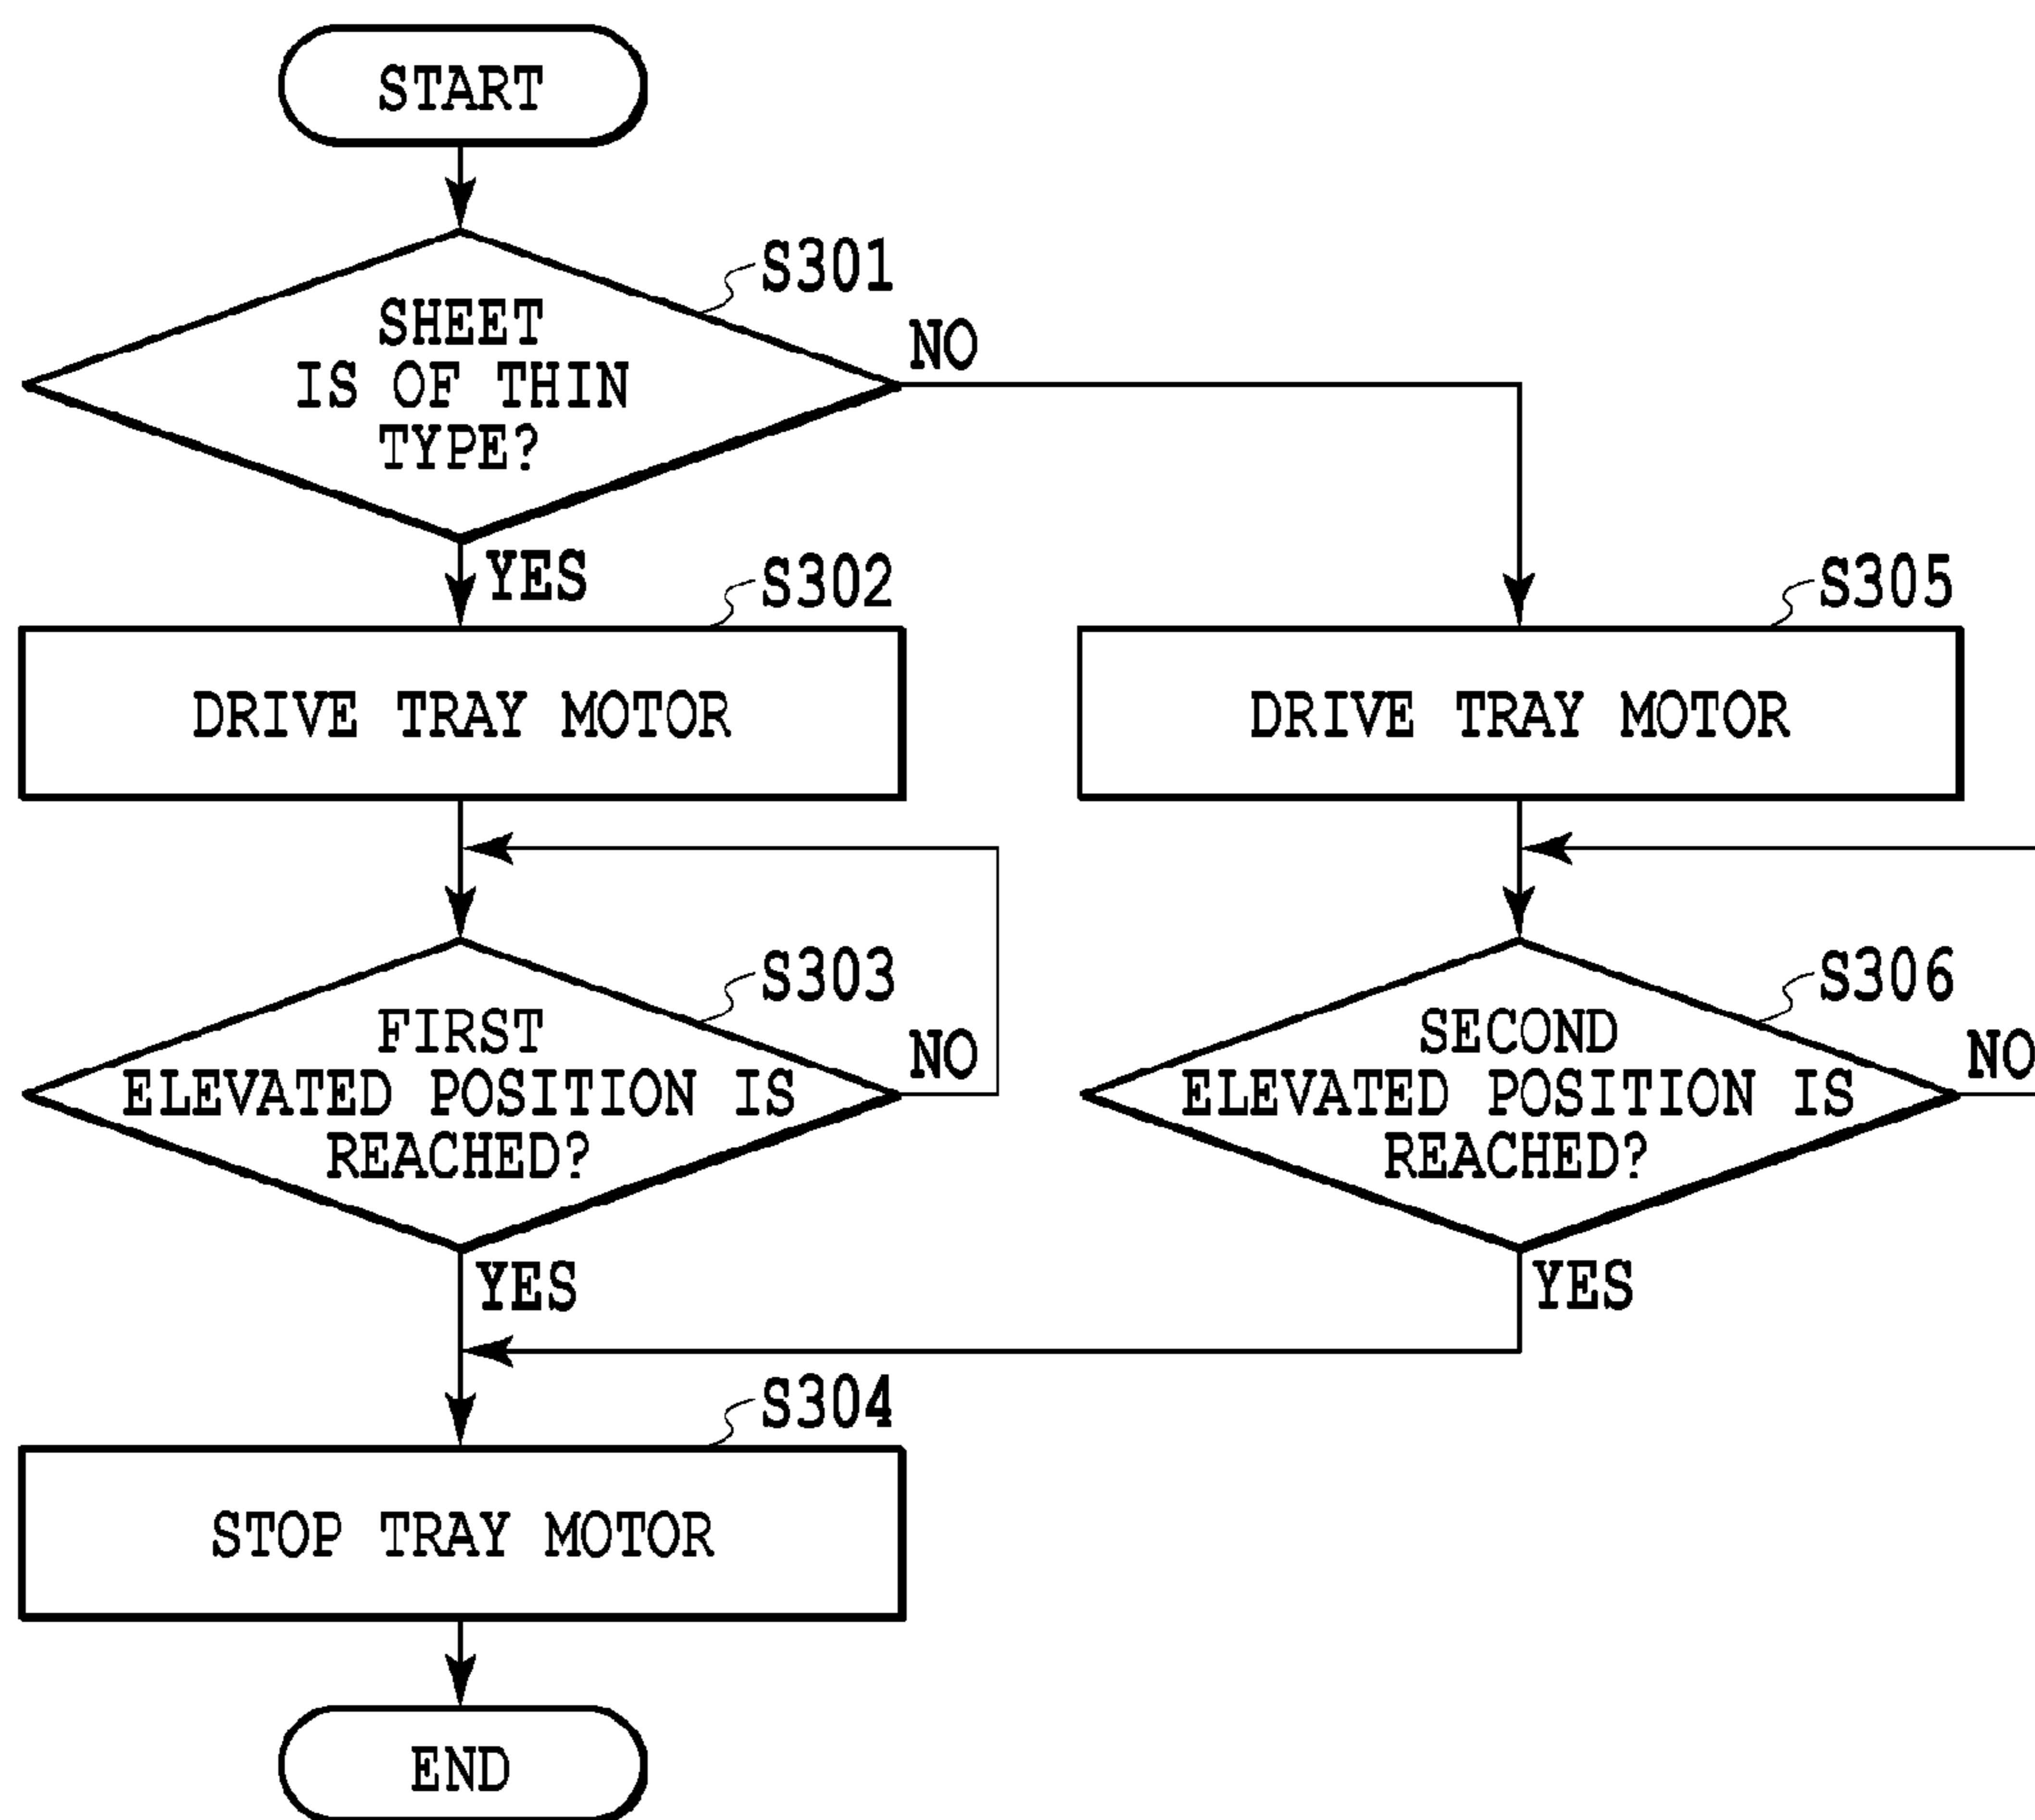 START
S301
SHEET
IS OF THIN
TYPE?
NO
YES
S302
DRIVE TRAY MOTOR
S305
DRIVE TRAY MOTOR
S303
FIRST
ELEVATED POSITION IS
REACHED?
NO
YES
S306
SECOND
ELEVATED POSITION IS
REACHED?
NO
YES
S304
STOP TRAY MOTOR
END